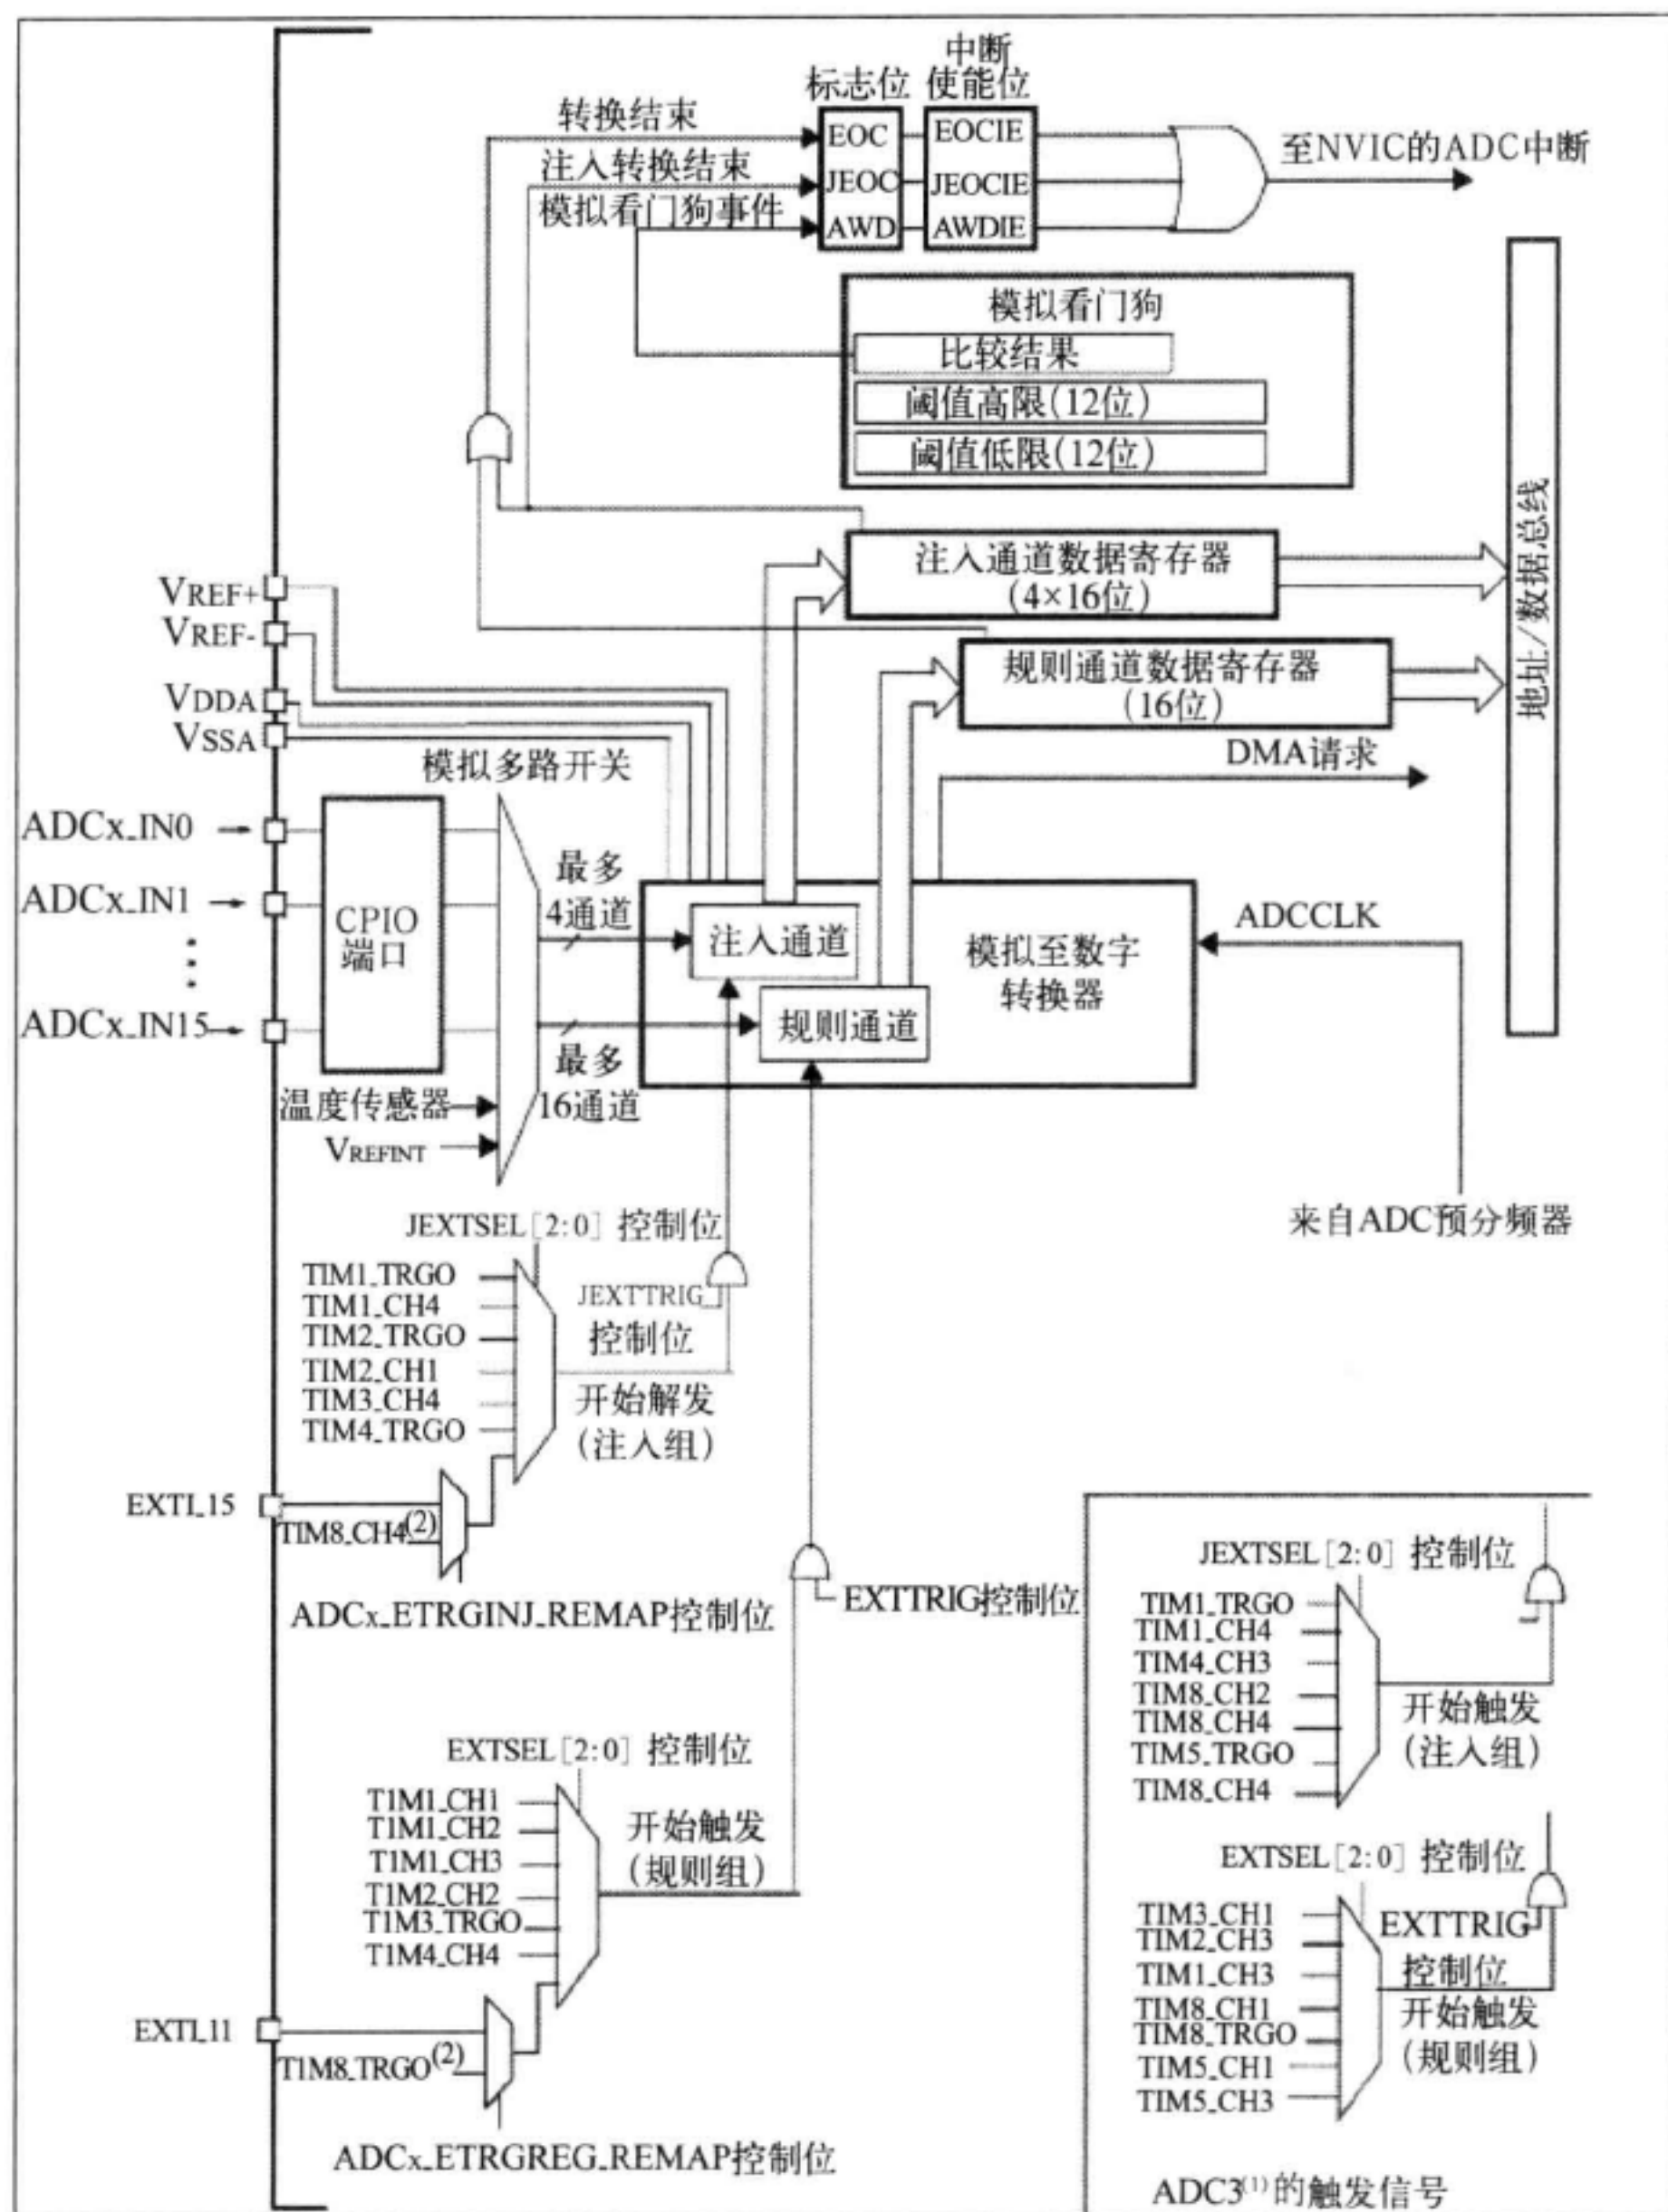 中断
标志位 使能位
转换结束
EOC
EOCIE
至NVIC的ADC中断
注入转换结束
JEOC
JEOCIE
模拟看门狗事件
AWD
AWDIE
模拟看门狗
比较结果
阈值高限(12位)
阈值低限(12位)
地址/数据总线
注入通道数据寄存器
(4×16位)
VREF+
VREF-
规则通道数据寄存器
(16位)
VDDA
VSSA
DMA请求
模拟多路开关
ADCx_IN0
ADCx_IN1
⋮
ADCx_IN15
CPIO
端口
最多
4通道
注入通道
规则通道
模拟至数字
转换器
ADCCLK
最多
16通道
温度传感器
VREFINT
来自ADC预分频器
JEXTSEL[2:0] 控制位
TIM1_TRGO
TIM1_CH4
TIM2_TRGO
TIM2_CH1
TIM3_CH4
TIM4_TRGO
JEXTTRIG
控制位
开始解发
(注入组)
EXTI_15
TIM8_CH4(2)
ADCx_ETRGINJ_REMAP控制位
EXTTRIG控制位
EXTSEL[2:0] 控制位
T1M1_CH1
T1M1_CH2
T1M1_CH3
T1M2_CH2
T1M3_TRGO
T1M4_CH4
开始触发
(规则组)
EXTI_11
T1M8_TRGO(2)
ADCx_ETRGREG_REMAP控制位
JEXTSEL[2:0] 控制位
TIM1_TRGO
TIM1_CH4
TIM4_CH3
TIM8_CH2
TIM8_CH4
TIM5_TRGO
TIM8_CH4
开始触发
(注入组)
EXTSEL[2:0] 控制位
TIM3_CH1
TIM2_CH3
TIM1_CH3
TIM8_CH1
TIM8_TRGO
TIM5_CH1
TIM5_CH3
EXTTRIG
控制位
开始触发
(规则组)
ADC3(1)的触发信号